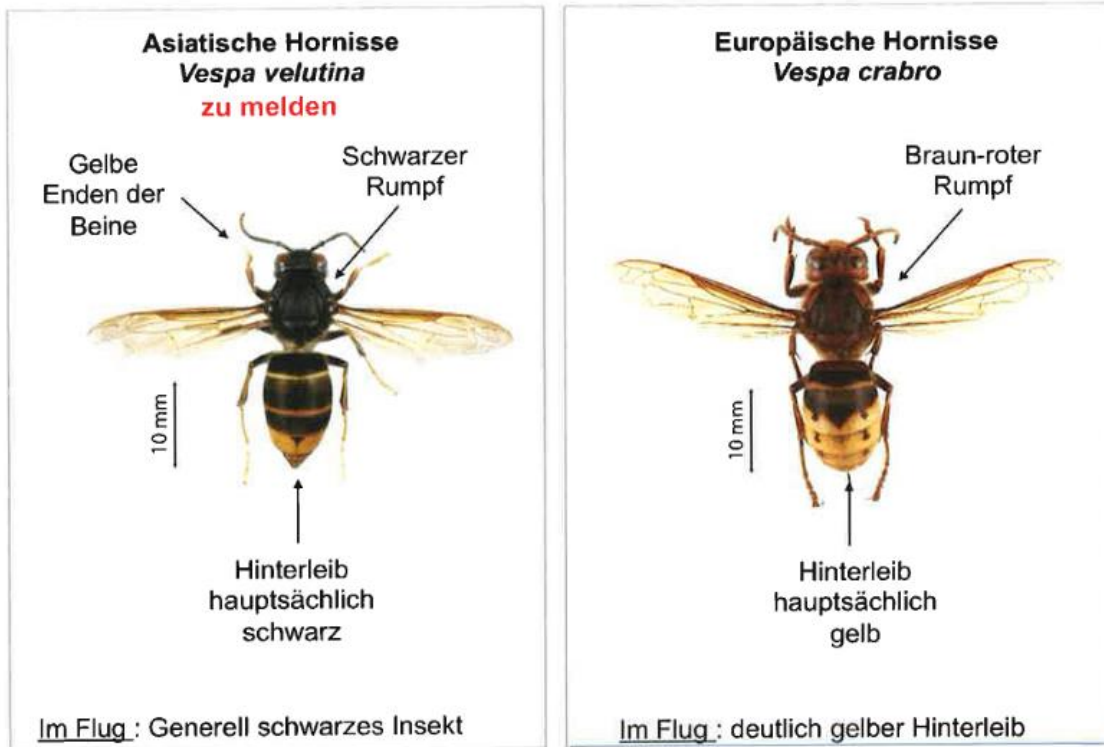 Asiatische Hornisse
Vespa velutina
zu melden
Gelbe
Enden der
Beine
Schwarzer
Rumpf
10 mm
Hinterleib
hauptsächlich
schwarz
Im Flug : Generell schwarzes Insekt
Europäische Hornisse
Vespa crabro
Braun-roter
Rumpf
10 mm
Hinterleib
hauptsächlich
gelb
Im Flug : deutlich gelber Hinterleib